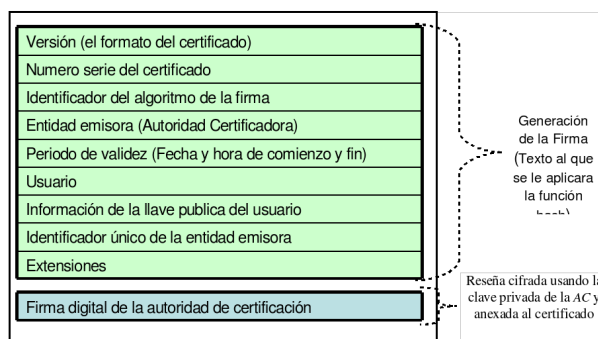 Versión (el formato del certificado)
Numero serie del certificado
Identificador del algoritmo de la firma
Entidad emisora (Autoridad Certificadora)
Periodo de validez (Fecha y hora de comienzo y fin)
Usuario
Información de la llave publica del usuario
Identificador único de la entidad emisora
Extensiones
Firma digital de la autoridad de certificación
Generación
de la Firma
(Texto al que
se le aplicara
la función
hash)
Reseña cifrada usando la
clave privada de la AC y
anexada al certificado